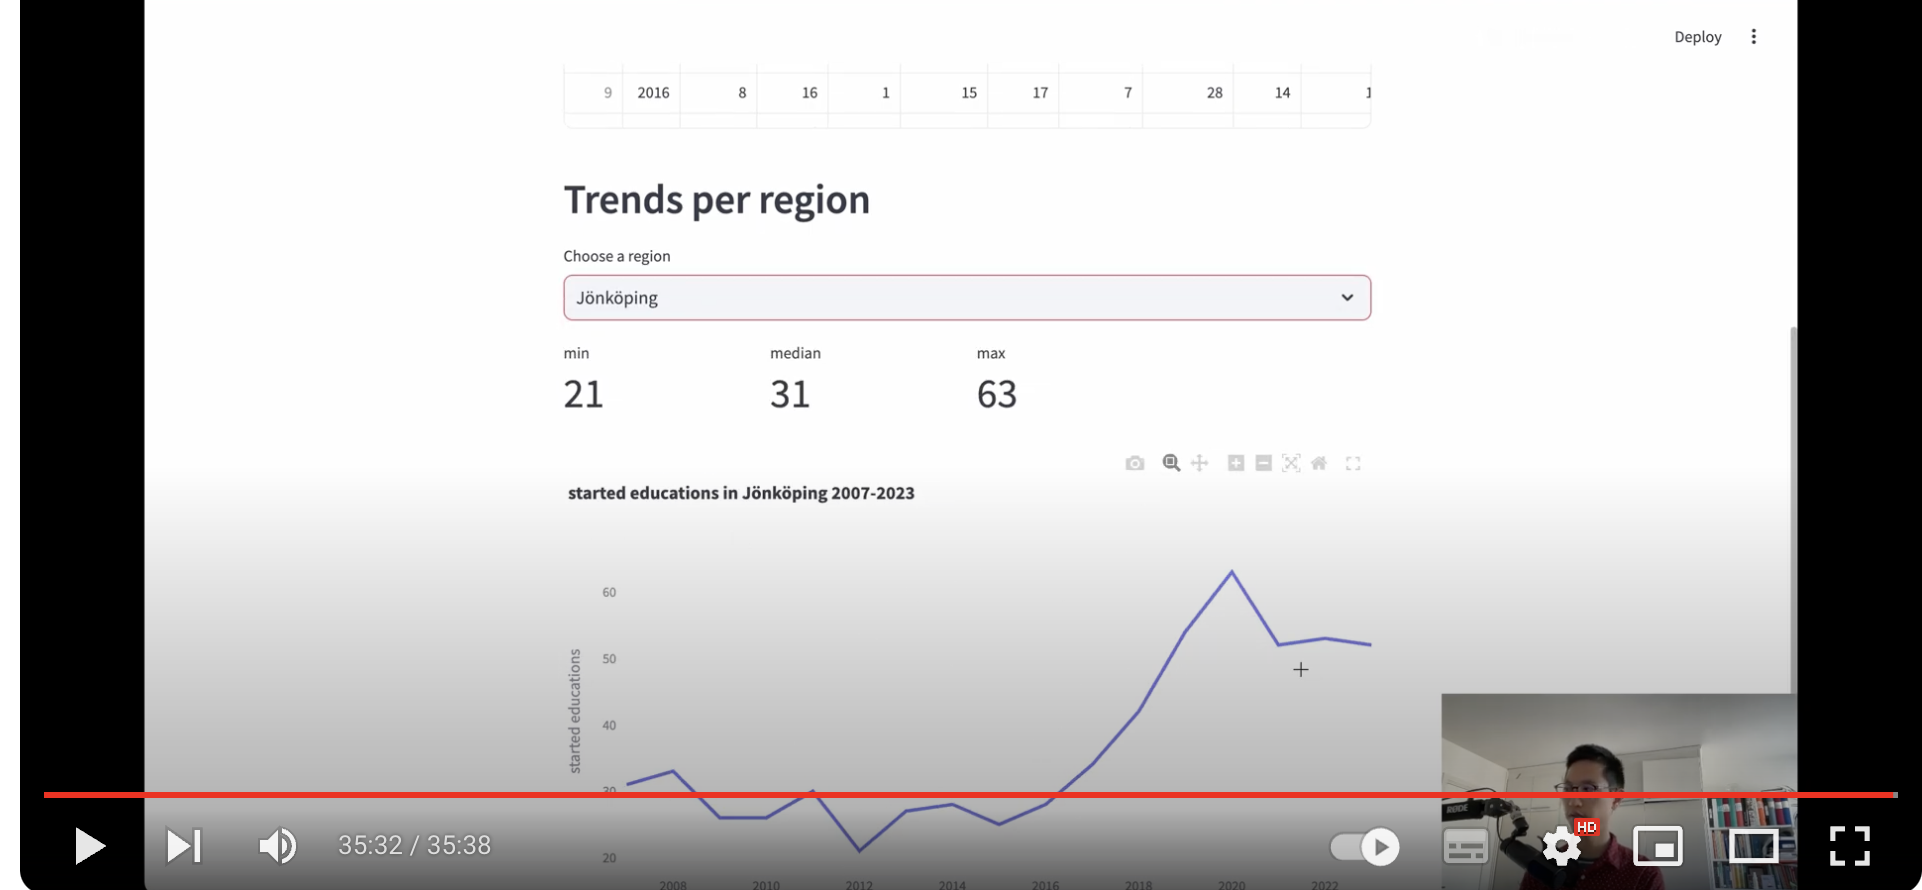 Deploy
9 2016 8 16 1 15 17 7 28 14
Trends per region
Choose a region
Jönköping
min median max
21 31 63
started educations in Jönköping 2007-2023
60
50
40
30
20
started educations
2008 2010 2012 2014 2016 2018 2020 2022
RØDE
HD
35:32 / 35:38